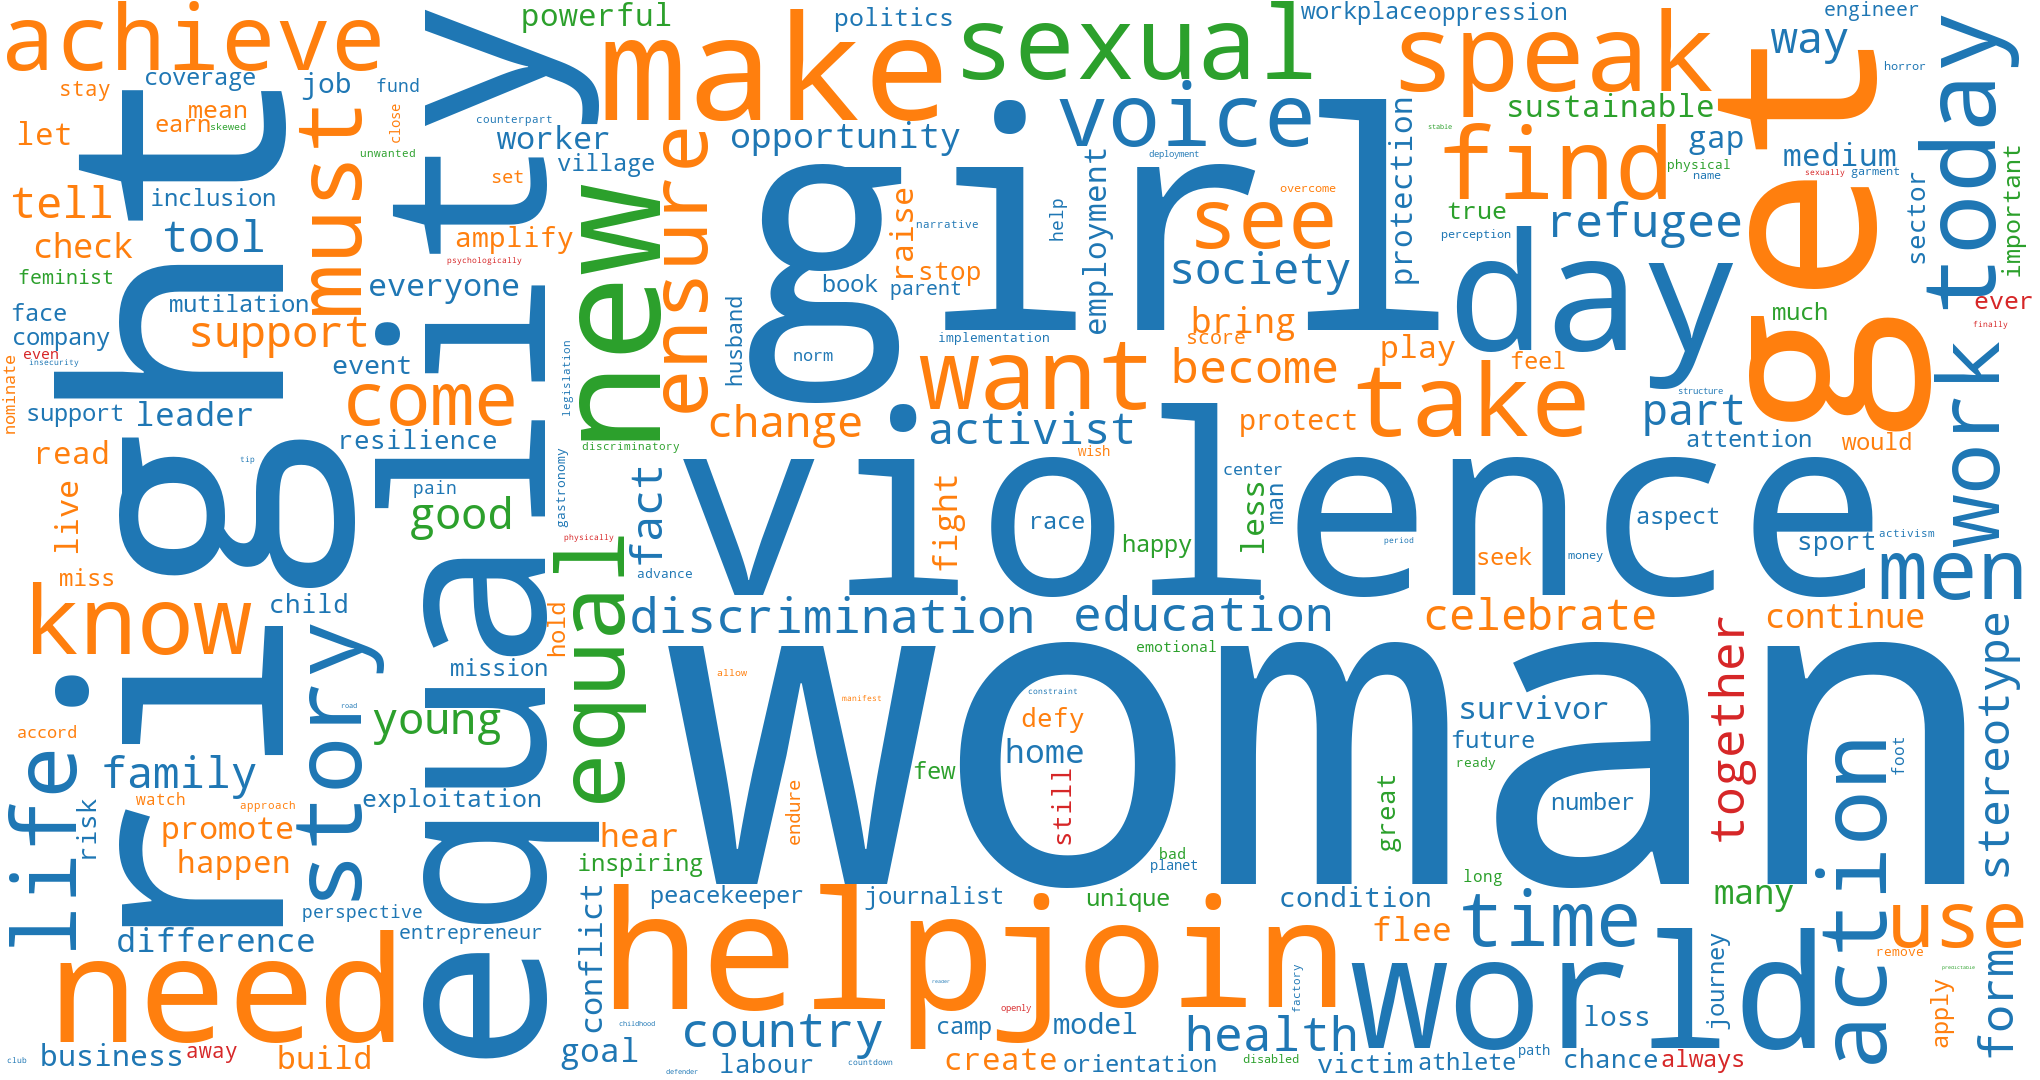 achieve
powerful
make
politics
sexual
workplace
oppression
speak
engineer
way
today
stay
coverage
job
fund
mean
earn
skewed
close
let
must
unwanted
counterpart
worker
village
set
equality
right
opportunity
voice
girl
deployment
employment
protection
stable
sustainable
find
gap
physical
name
medium
sexually
garment
horror
get
important
sector
tell
inclusion
tool
check
feminist
amplify
psychologically
everyone
new
ensure
raise
narrative
stop
book
parent
help
overcome
see
society
true
perception
refugee
day
much
ever
finally
face
company
mutilation
support
even
insecurity
event
come
legislation
husband
norm
implementation
bring
score
become
want
play
feel
take
structure
part
work
nominate
support
leader
resilience
read
tip
discriminatory
change
activist
wish
protect
attention
would
live
pain
good
gastronomy
physically
fact
advance
violence
fight
race
center
less
man
happy
period
seek
money
aspect
sport
activism
men
miss
know
child
hold
equal
discrimination
education
emotional
celebrate
continue
together
stereotype
life
story
mission
young
road
accord
family
woman
allow
manifest
constraint
defy
home
still
few
endure
survivor
future
ready
number
great
bad
planet
foot
action
risk
watch
approach
promote
happen
exploitation
hear
inspiring
perspective
entrepreneur
difference
need
conflict
peacekeeper
journalist
unique
condition
long
many
time
flee
use
remove
predictable
help
join
reader
openly
factory
world
journey
loss
apply
forme
childhood
country
camp
model
health
club
business
away
build
goal
defender
labour
countdown
create
orientation
disabled
victim
athlete
path
chance
always